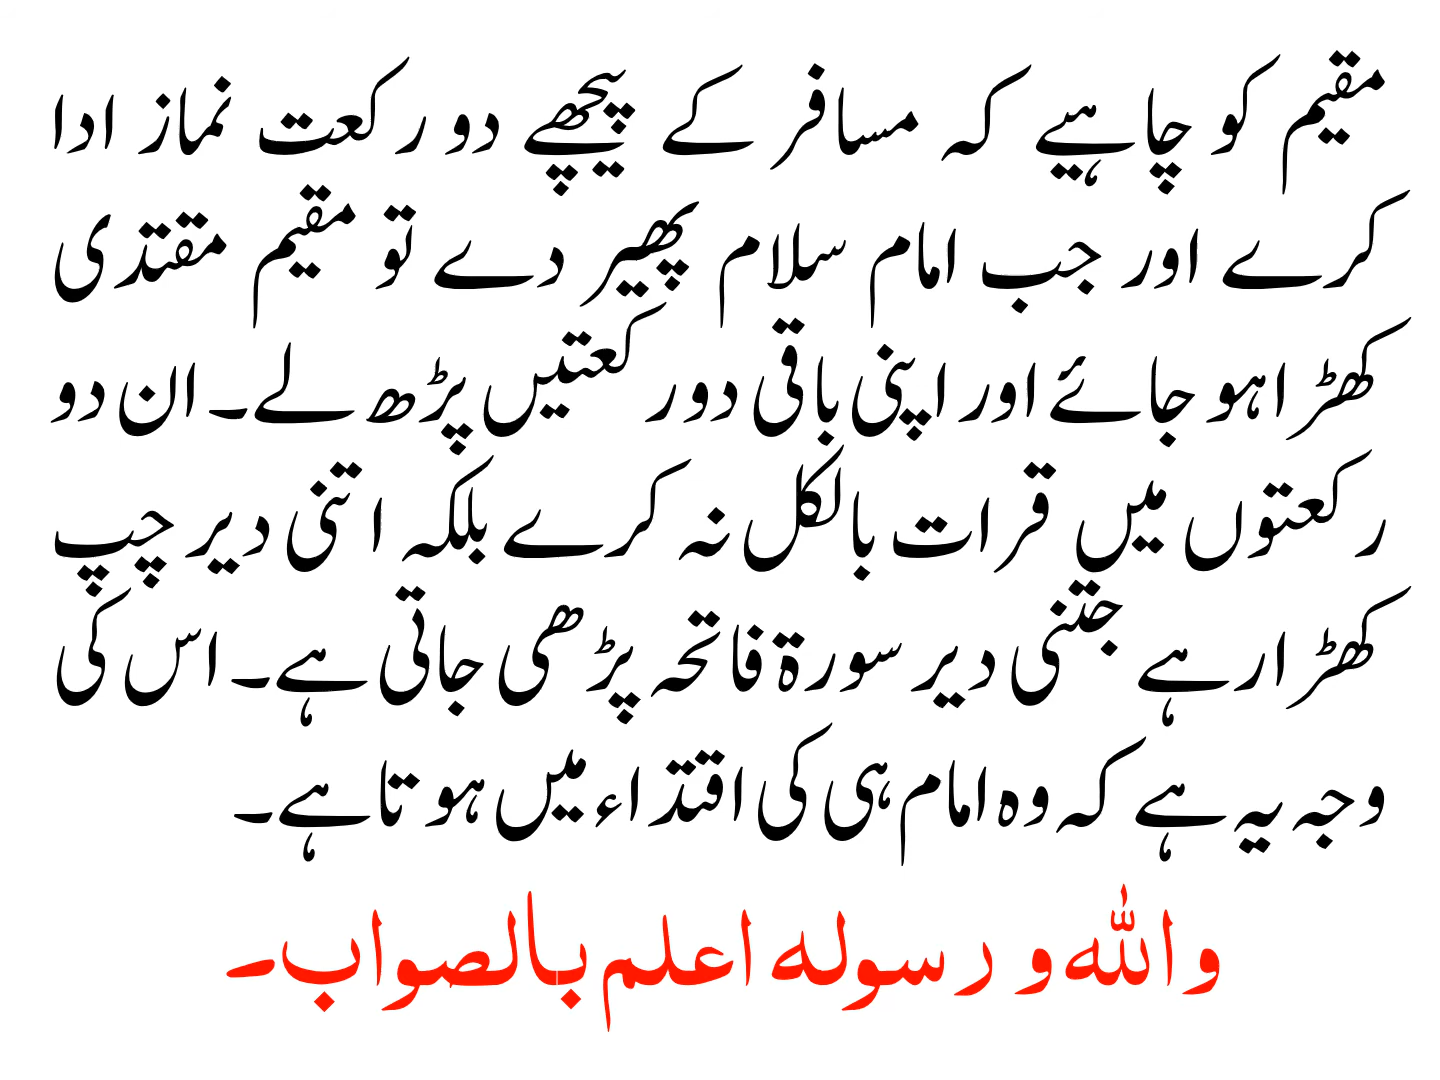 مقیم کو چاہیے کہ مسافر کے پیچھے دو رکعت نماز ادا
کرے اور جب امام سلام پھیر دے تو مقیم مقتدی
کھڑا ہو جائے اور اپنی باقی دو رکعتیں پڑھ لے۔ ان دو
رکعتوں میں قرات بالکل نہ کرے بلکہ اتنی دیر چپ
کھڑا رہے جتنی دیر سورۃ فاتحہ پڑھی جاتی ہے۔ اس کی
وجہ یہ ہے کہ وہ امام ہی کی اقتداء میں ہوتا ہے۔
واللہ و رسولہ اعلم بالصواب۔